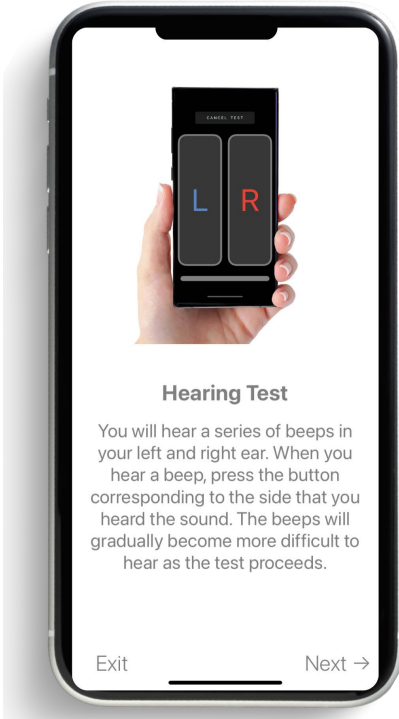 CANCEL TEST
L R
Hearing Test
You will hear a series of beeps in
your left and right ear. When you
hear a beep, press the button
corresponding to the side that you
heard the sound. The beeps will
gradually become more difficult to
hear as the test proceeds.
Exit Next →